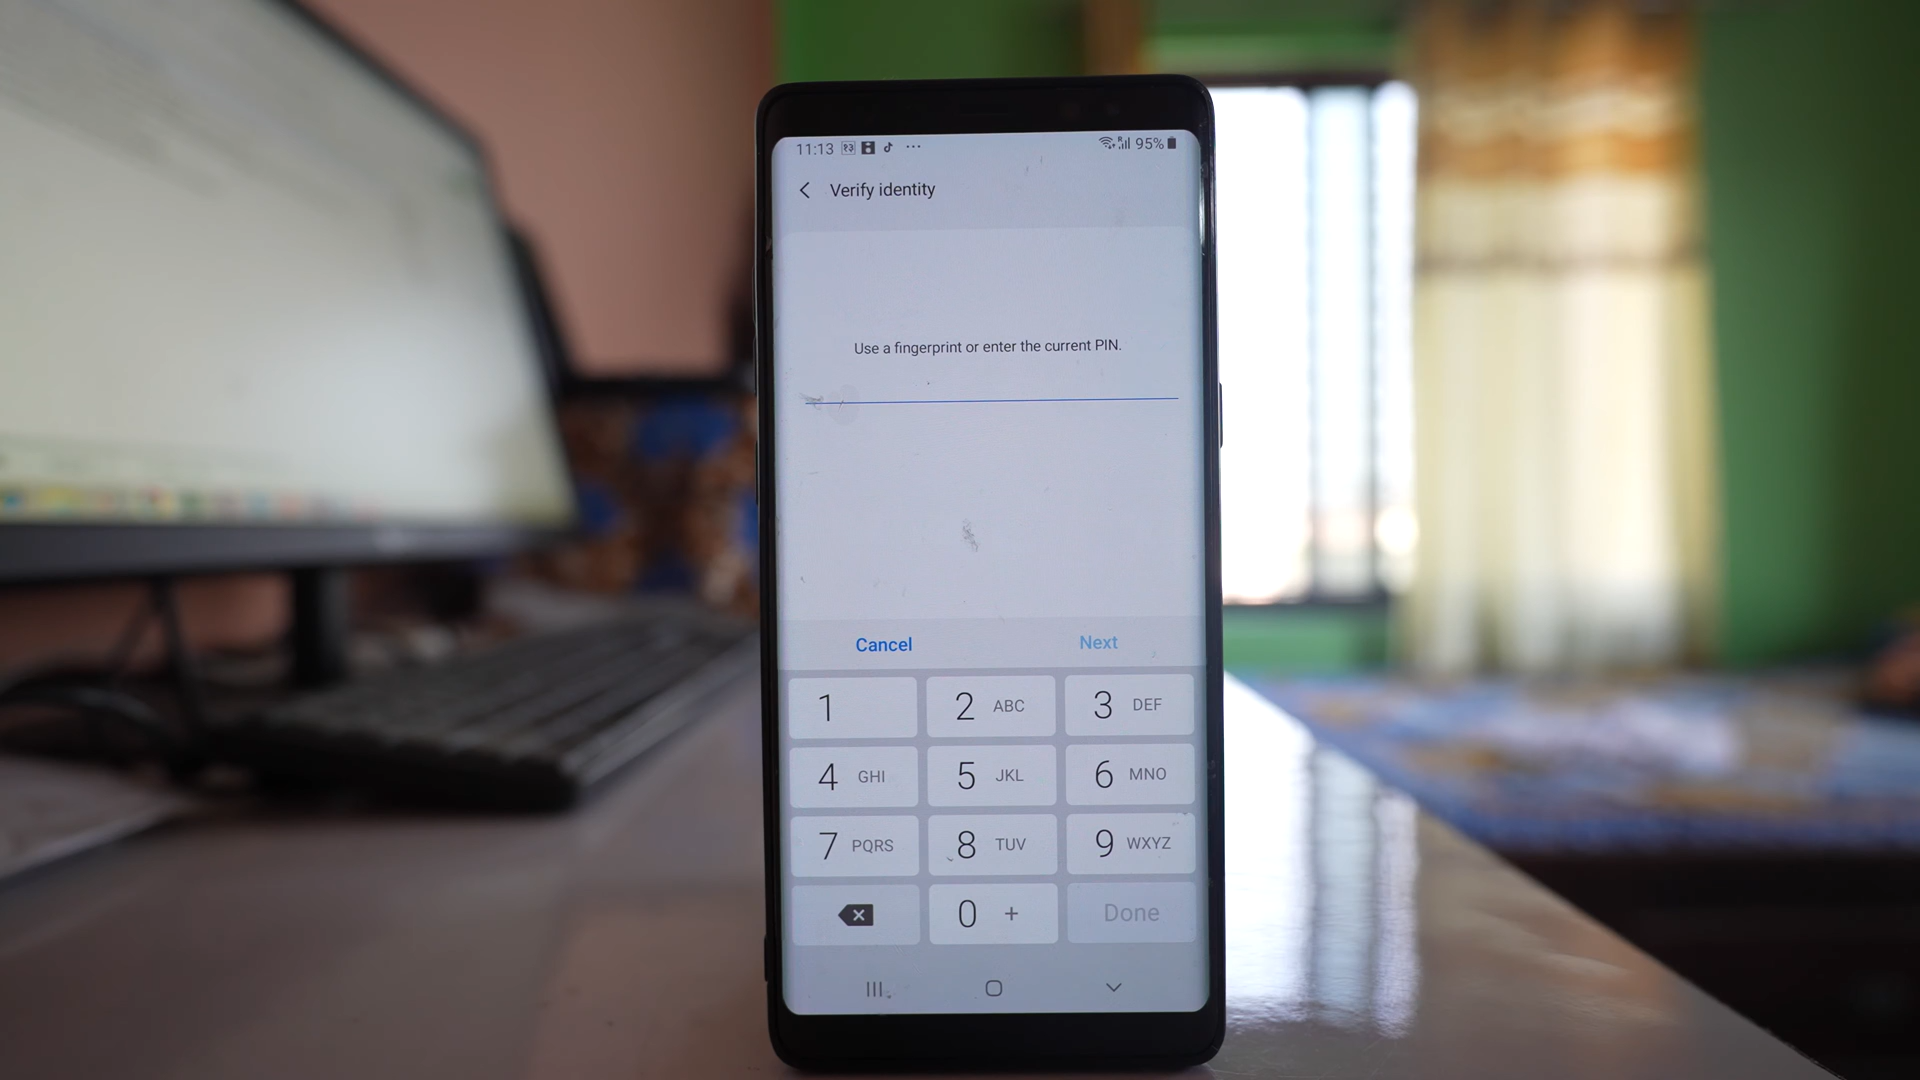 11:13 95%
Verify identity
Use a fingerprint or enter the current PIN.
Cancel Next
1 2 ABC 3 DEF
4 GHI 5 JKL 6 MNO
7 PQRS 8 TUV 9 WXYZ
0 + Done